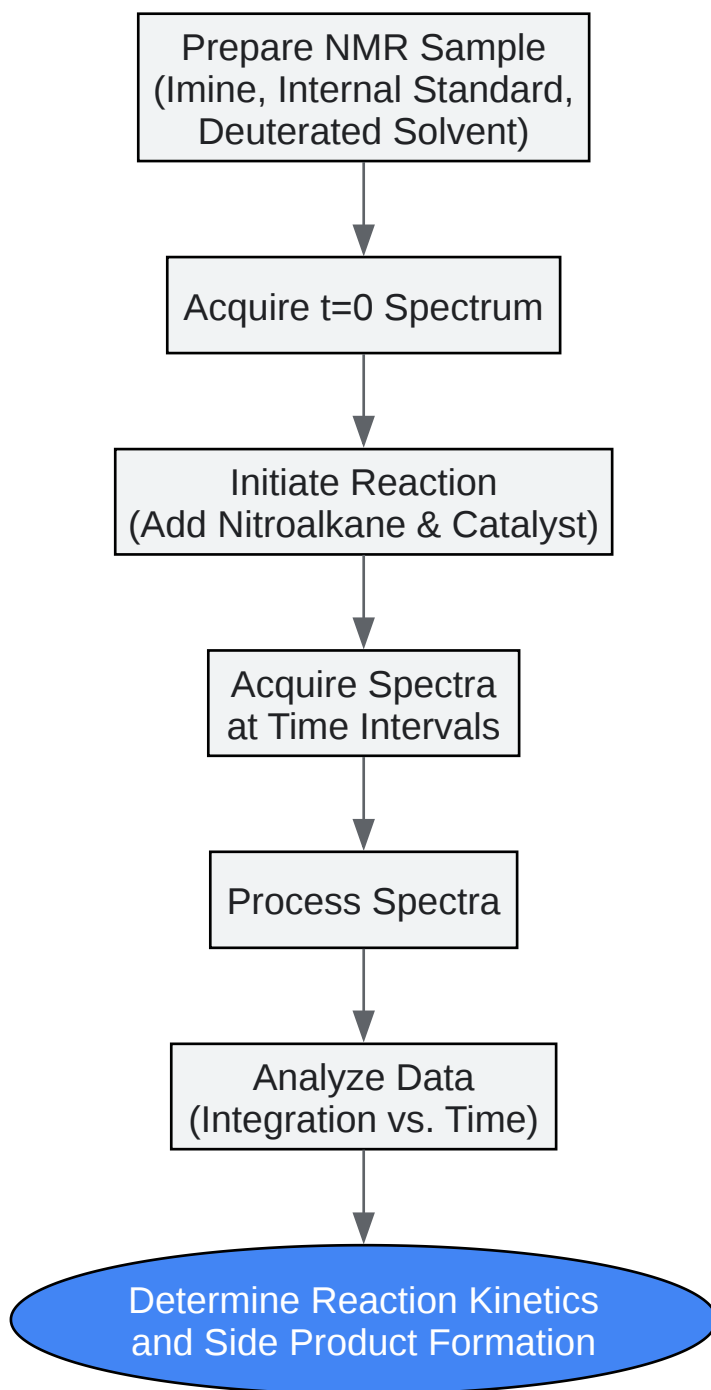 Prepare NMR Sample
(Imine, Internal Standard,
Deuterated Solvent)
Acquire t=0 Spectrum
Initiate Reaction
(Add Nitroalkane & Catalyst)
Acquire Spectra
at Time Intervals
Process Spectra
Analyze Data
(Integration vs. Time)
Determine Reaction Kinetics
and Side Product Formation